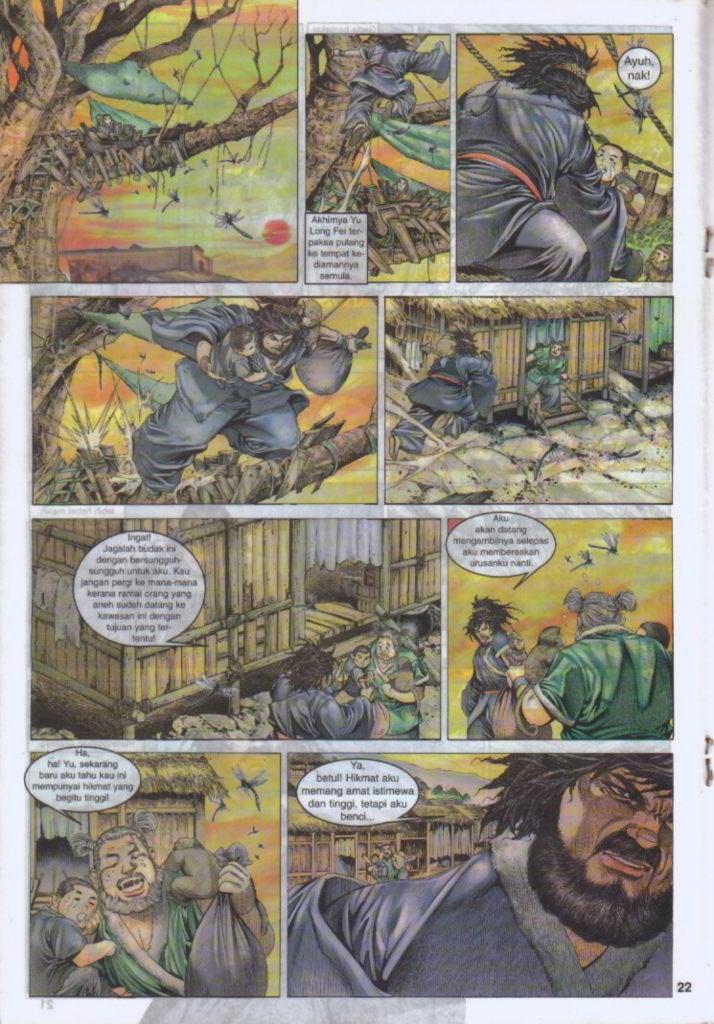 Akhirnya Yu
Long Fei ter-
paksa pulang
ke tempat ke-
diamannya
semula.
Ayuh,
nak!
Ingat!
Jagalah budak ini
dengan bersungguh-
sungguh untuk aku. Kau
jangan pergi ke mana-mana
kerana ramai orang yang
aneh sudah datang ke
kawasan ini dengan
tujuan yang ter-
tentu!
Aku
akan datang
mengambilnya selepas
aku membereskan
urusanku nanti.
Ha,
ha! Yu, sekarang
baru aku tahu kau ini
mempunyai hikmat yang
begitu tinggi!
Ya,
betul! Hikmat aku
memang amat istimewa
dan tinggi, tetapi aku
benci...
22